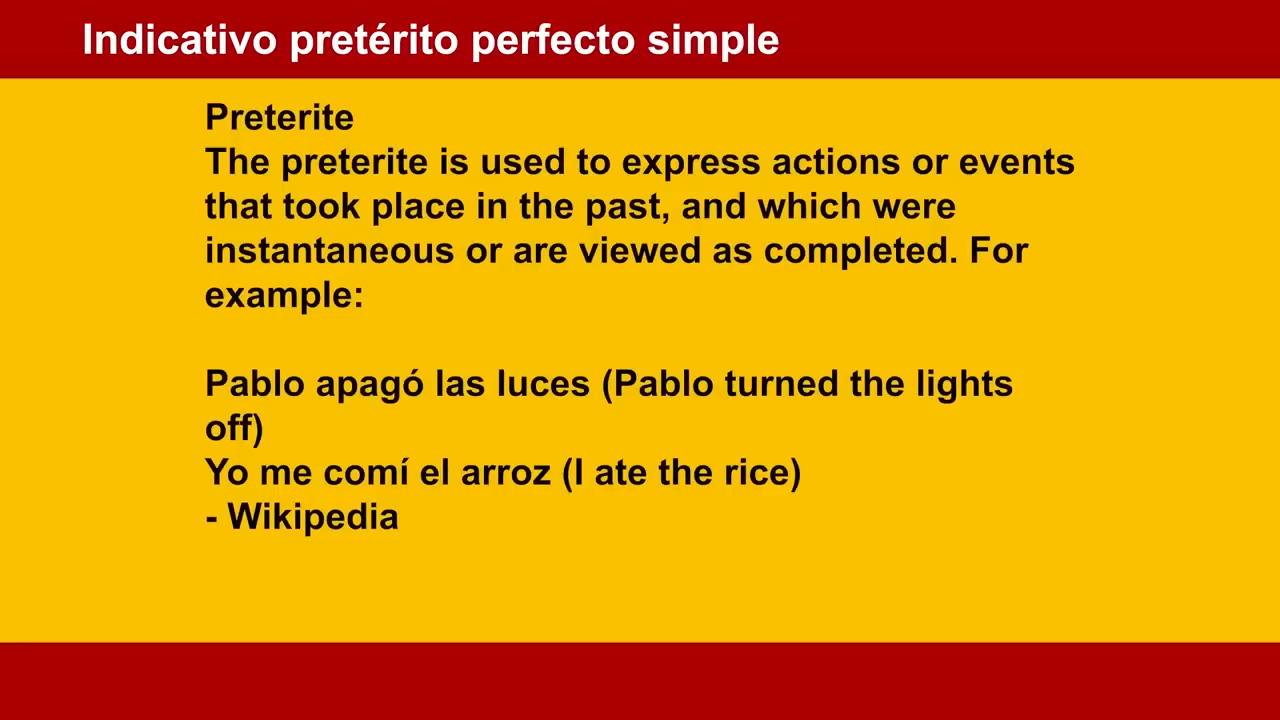 Indicativo pretérito perfecto simple
Preterite
The preterite is used to express actions or events
that took place in the past, and which were
instantaneous or are viewed as completed. For
example:
Pablo apagó las luces (Pablo turned the lights
off)
Yo me comí el arroz (I ate the rice)
- Wikipedia